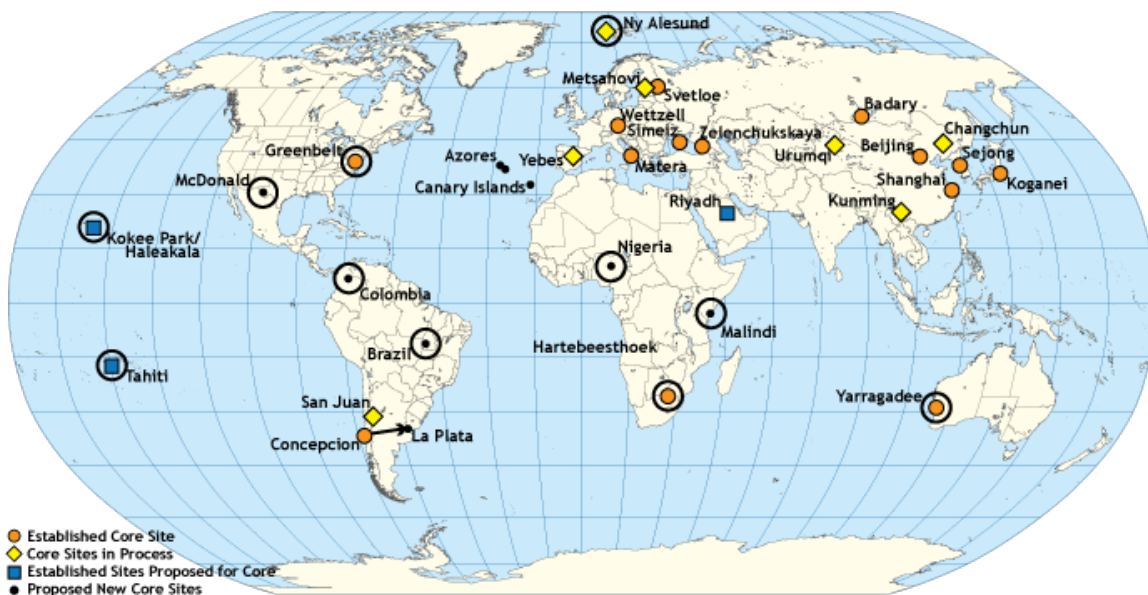 Ny Alesund
Metsahovi
Svetloe
Wettzell
Badary
Simeiz
Zelenchukskaya
Changchun
Greenbelt
Azores
Yebes
Urumqi
Beijing
Sejong
Matera
McDonald
Canary Islands
Shanghai
Koganei
Riyadh
Kunming
Kokee Park/
Haleakala
Nigeria
Colombia
Malindi
Brazil
Hartebeesthoek
Tahiti
San Juan
Yarragadee
Concepcion
La Plata
Established Core Site
Core Sites in Process
Established Sites Proposed for Core
Proposed New Core Sites